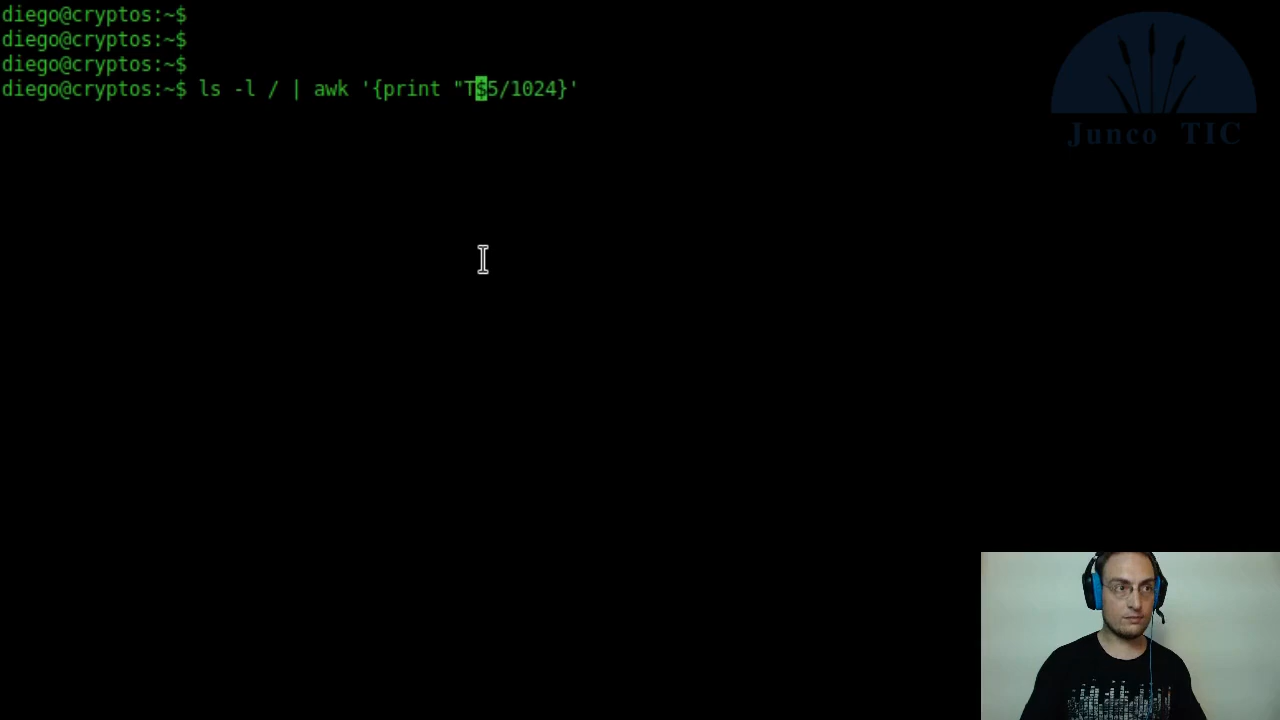 diego@cryptos:~$
diego@cryptos:~$
diego@cryptos:~$
diego@cryptos:~$ ls -l / | awk '{print "T$5/1024}'
Junco TIC